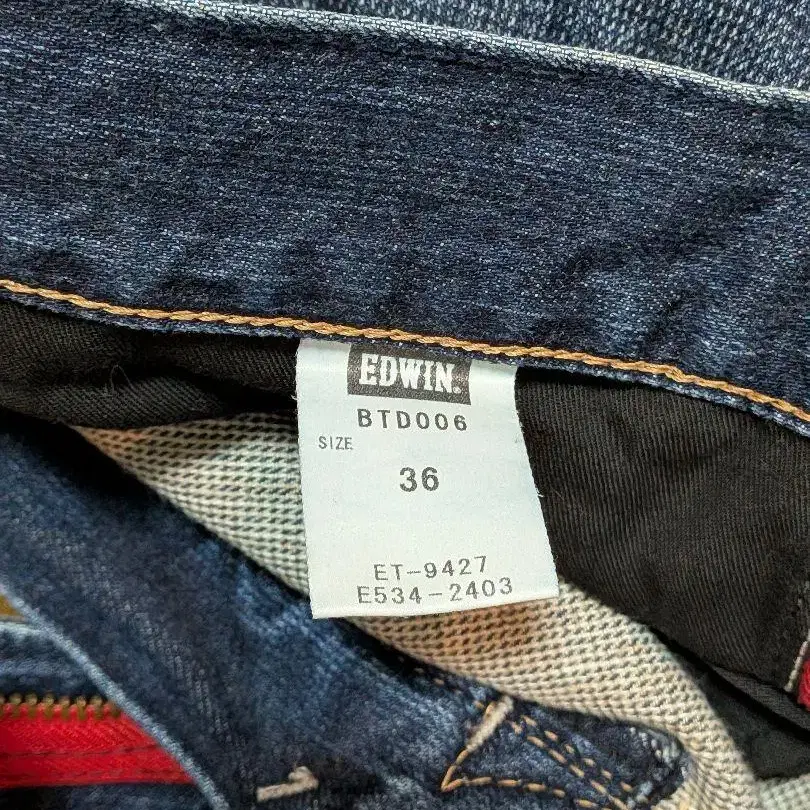 EDWIN.
BTD006
SIZE
36
ET-9427
E534-2403